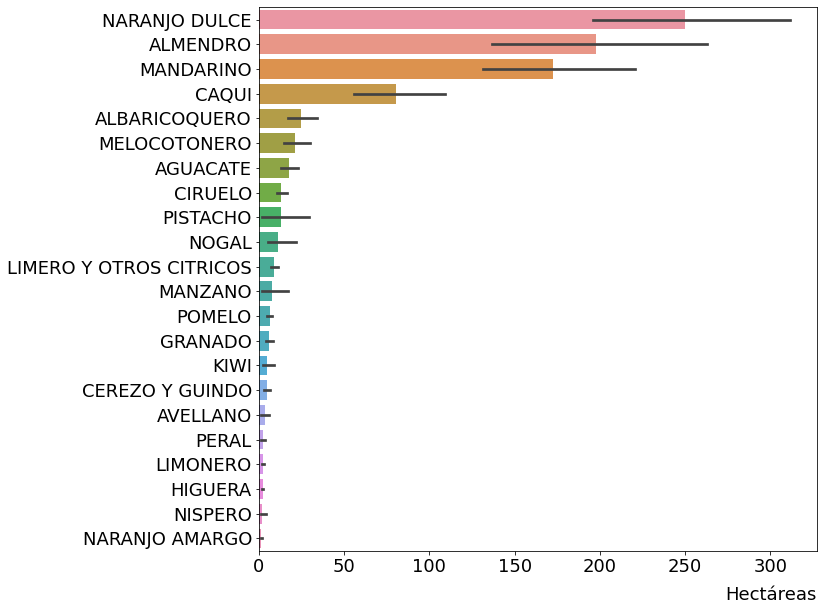 NARANJO DULCE
ALMENDRO
MANDARINO
CAQUI
ALBARICOQUERO
MELOCOTONERO
AGUACATE
CIRUELO
PISTACHO
NOGAL
LIMERO Y OTROS CITRICOS
MANZANO
POMELO
GRANADO
KIWI
CEREZO Y GUINDO
AVELLANO
PERAL
LIMONERO
HIGUERA
NISPERO
NARANJO AMARGO
0 50 100 150 200 250 300
Hectáreas